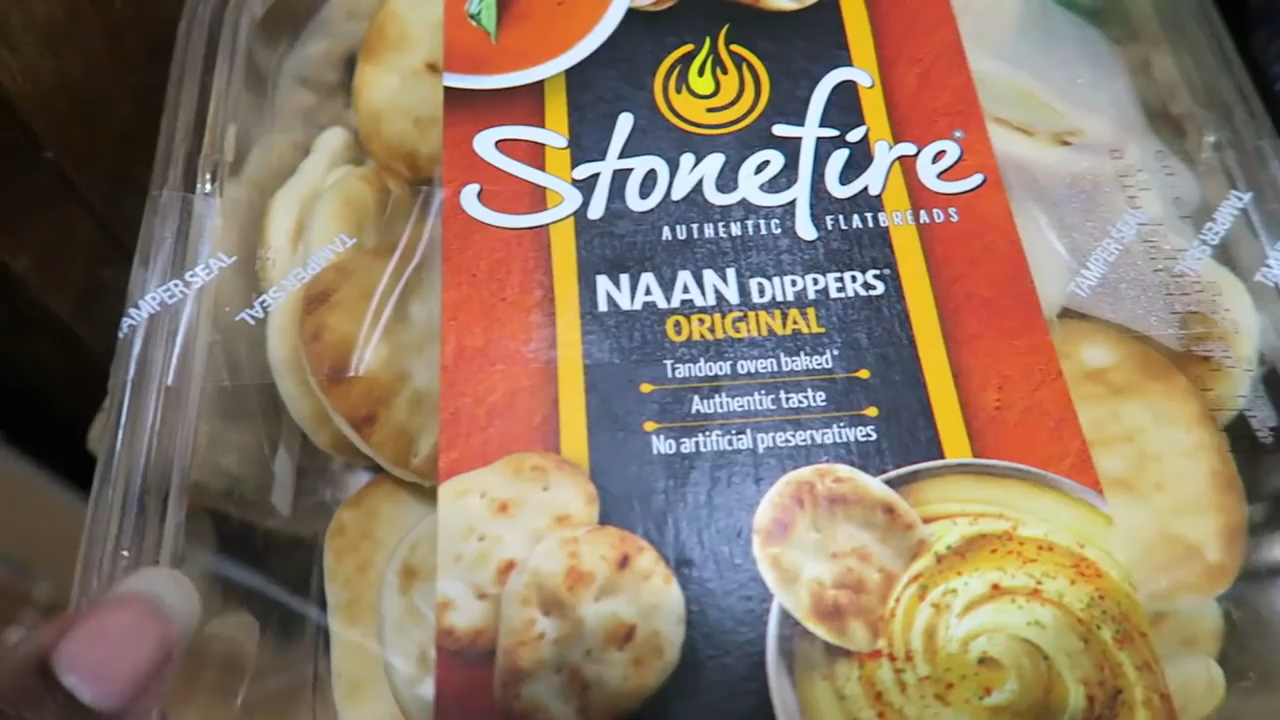 Stonefire®
AUTHENTIC FLATBREADS
NAAN DIPPERS®
ORIGINAL
Tandoor oven baked*
Authentic taste
No artificial preservatives
TAMPER SEAL
TAMPER SEAL
TAMPER SEAL
TAMPER SEAL